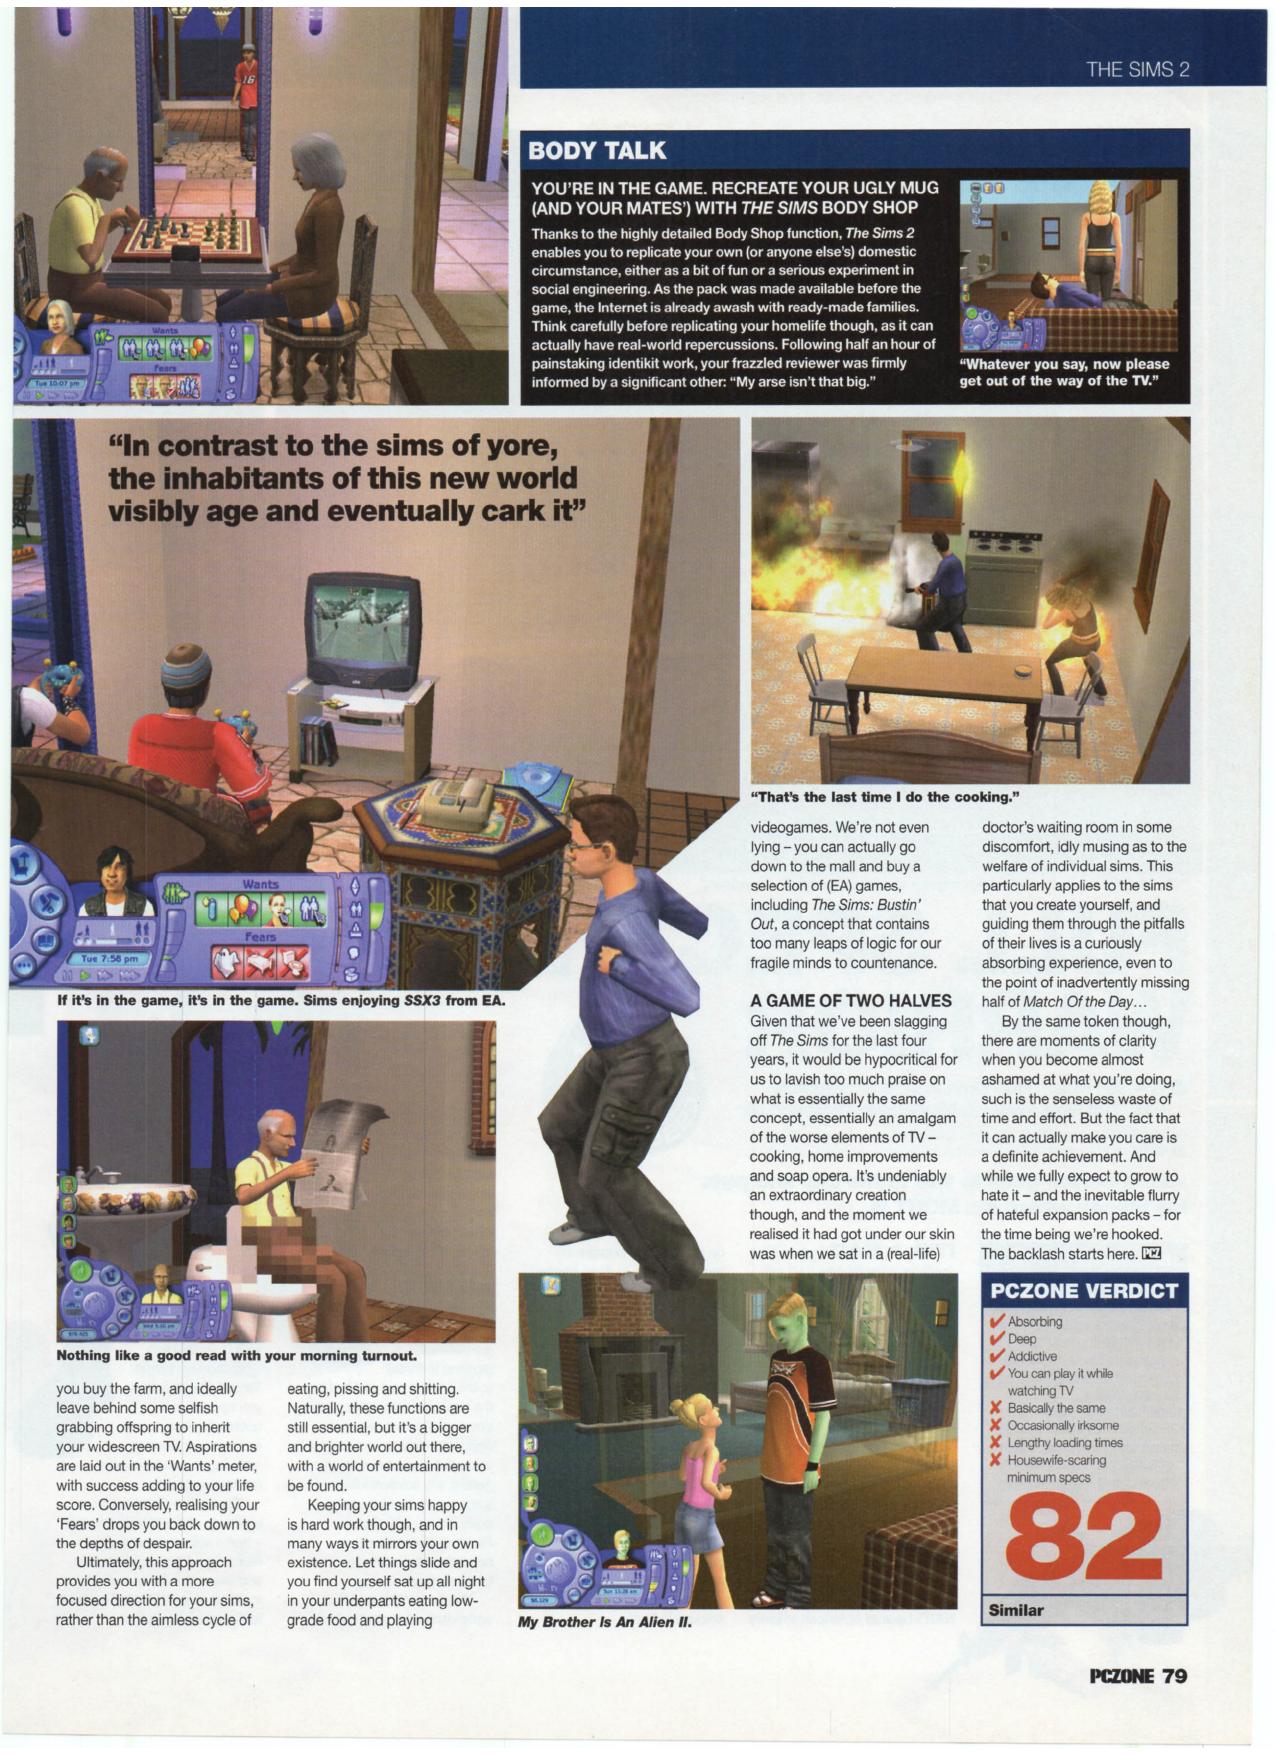 THE SIMS 2
BODY TALK
YOU'RE IN THE GAME. RECREATE YOUR UGLY MUG
(AND YOUR MATES') WITH THE SIMS BODY SHOP
Thanks to the highly detailed Body Shop function, The Sims 2
enables you to replicate your own (or anyone else's) domestic
circumstance, either as a bit of fun or a serious experiment in
social engineering. As the pack was made available before the
game, the Internet is already awash with ready-made families.
Think carefully before replicating your homelife though, as it can
actually have real-world repercussions. Following half an hour of
painstaking identikit work, your frazzled reviewer was firmly
informed by a significant other: "My arse isn't that big."
"Whatever you say, now please
get out of the way of the TV."
16
Wants
Fears
Tue 10:07 pm
"In contrast to the sims of yore,
the inhabitants of this new world
visibly age and eventually cark it"
Wants
Fears
Tue 7:58 pm
If it's in the game, it's in the game. Sims enjoying SSX3 from EA.
"That's the last time I do the cooking."
Nothing like a good read with your morning turnout.
you buy the farm, and ideally
leave behind some selfish
grabbing offspring to inherit
your widescreen TV. Aspirations
are laid out in the 'Wants' meter,
with success adding to your life
score. Conversely, realising your
'Fears' drops you back down to
the depths of despair.
Ultimately, this approach
provides you with a more
focused direction for your sims,
rather than the aimless cycle of
eating, pissing and shitting.
Naturally, these functions are
still essential, but it's a bigger
and brighter world out there,
with a world of entertainment to
be found.
Keeping your sims happy
is hard work though, and in
many ways it mirrors your own
existence. Let things slide and
you find yourself sat up all night
in your underpants eating low-
grade food and playing
videogames. We're not even
lying – you can actually go
down to the mall and buy a
selection of (EA) games,
including The Sims: Bustin'
Out, a concept that contains
too many leaps of logic for our
fragile minds to countenance.
A GAME OF TWO HALVES
Given that we've been slagging
off The Sims for the last four
years, it would be hypocritical for
us to lavish too much praise on
what is essentially the same
concept, essentially an amalgam
of the worse elements of TV –
cooking, home improvements
and soap opera. It's undeniably
an extraordinary creation
though, and the moment we
realised it had got under our skin
was when we sat in a (real-life)
doctor's waiting room in some
discomfort, idly musing as to the
welfare of individual sims. This
particularly applies to the sims
that you create yourself, and
guiding them through the pitfalls
of their lives is a curiously
absorbing experience, even to
the point of inadvertently missing
half of Match Of the Day...
By the same token though,
there are moments of clarity
when you become almost
ashamed at what you're doing,
such is the senseless waste of
time and effort. But the fact that
it can actually make you care is
a definite achievement. And
while we fully expect to grow to
hate it – and the inevitable flurry
of hateful expansion packs – for
the time being we're hooked.
The backlash starts here. PCZ
My Brother Is An Alien II.
PCZONE VERDICT
✔ Absorbing
✔ Deep
✔ Addictive
✔ You can play it while
watching TV
✘ Basically the same
✘ Occasionally irksome
✘ Lengthy loading times
✘ Housewife-scaring
minimum specs
82
Similar
PCZONE 79